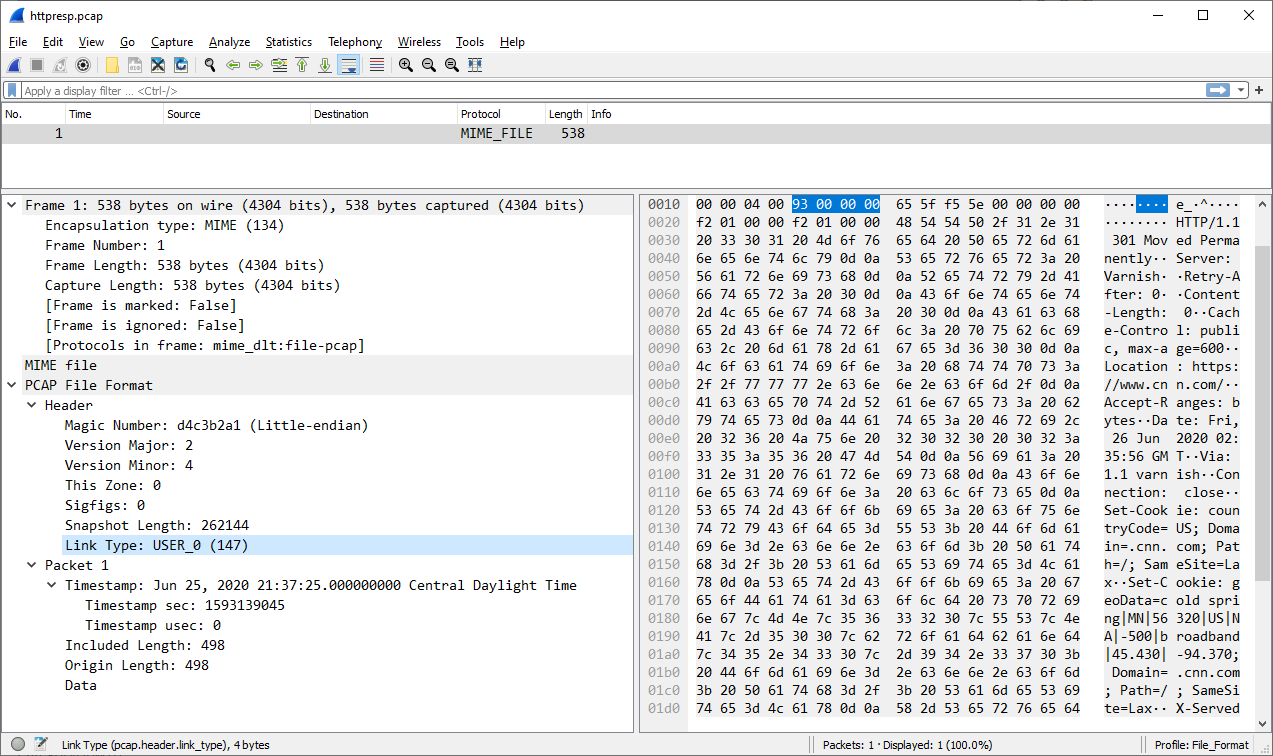 httpresp.pcap
File Edit View Go Capture Analyze Statistics Telephony Wireless Tools Help
Apply a display filter ... <Ctrl-/>
No. Time Source Destination Protocol Length Info
1 MIME_FILE 538
Frame 1: 538 bytes on wire (4304 bits), 538 bytes captured (4304 bits)
Encapsulation type: MIME (134)
Frame Number: 1
Frame Length: 538 bytes (4304 bits)
Capture Length: 538 bytes (4304 bits)
[Frame is marked: False]
[Frame is ignored: False]
[Protocols in frame: mime_dlt:file-pcap]
MIME file
PCAP File Format
Header
Magic Number: d4c3b2a1 (Little-endian)
Version Major: 2
Version Minor: 4
This Zone: 0
Sigfigs: 0
Snapshot Length: 262144
Link Type: USER_0 (147)
Packet 1
Timestamp: Jun 25, 2020 21:37:25.000000000 Central Daylight Time
Timestamp sec: 1593139045
Timestamp usec: 0
Included Length: 498
Origin Length: 498
Data
0010 00 00 04 00 93 00 00 00 65 5f f5 5e 00 00 00 00 ········ e_·^····
0020 f2 01 00 00 f2 01 00 00 48 54 54 50 2f 31 2e 31 ········ HTTP/1.1
0030 20 33 30 31 20 4d 6f 76 65 64 20 50 65 72 6d 61 301 Mov ed Perma
0040 6e 65 6e 74 6c 79 0d 0a 53 65 72 76 65 72 3a 20 nently·· Server:
0050 56 61 72 6e 69 73 68 0d 0a 52 65 74 72 79 2d 41 Varnish· ·Retry-A
0060 66 74 65 72 3a 20 30 0d 0a 43 6f 6e 74 65 6e 74 fter: 0· ·Content
0070 2d 4c 65 6e 67 74 68 3a 20 30 0d 0a 43 61 63 68 -Length: 0··Cach
0080 65 2d 43 6f 6e 74 72 6f 6c 3a 20 70 75 62 6c 69 e-Contro l: publi
0090 63 2c 20 6d 61 78 2d 61 67 65 3d 36 30 30 0d 0a c, max-a ge=600··
00a0 4c 6f 63 61 74 69 6f 6e 3a 20 68 74 74 70 73 3a Location : https:
00b0 2f 2f 77 77 77 2e 63 6e 6e 2e 63 6f 6d 2f 0d 0a //www.cn n.com/··
00c0 41 63 63 65 70 74 2d 52 61 6e 67 65 73 3a 20 62 Accept-R anges: b
00d0 79 74 65 73 0d 0a 44 61 74 65 3a 20 46 72 69 2c ytes··Da te: Fri,
00e0 20 32 36 20 4a 75 6e 20 32 30 32 30 20 30 32 3a 26 Jun 2020 02:
00f0 33 35 3a 35 36 20 47 4d 54 0d 0a 56 69 61 3a 20 35:56 GM T··Via:
0100 31 2e 31 20 76 61 72 6e 69 73 68 0d 0a 43 6f 6e 1.1 varn ish··Con
0110 6e 65 63 74 69 6f 6e 3a 20 63 6c 6f 73 65 0d 0a nection: close··
0120 53 65 74 2d 43 6f 6f 6b 69 65 3a 20 63 6f 75 6e Set-Cook ie: coun
0130 74 72 79 43 6f 64 65 3d 55 53 3b 20 44 6f 6d 61 tryCode= US; Doma
0140 69 6e 3d 2e 63 6e 6e 2e 63 6f 6d 3b 20 50 61 74 in=.cnn. com; Pat
0150 68 3d 2f 3b 20 53 61 6d 65 53 69 74 65 3d 4c 61 h=/; Sam eSite=La
0160 78 0d 0a 53 65 74 2d 43 6f 6f 6b 69 65 3a 20 67 x··Set-C ookie: g
0170 65 6f 44 61 74 61 3d 63 6f 6c 64 20 73 70 72 69 eoData=c old spri
0180 6e 67 7c 4d 4e 7c 35 36 33 32 30 7c 55 53 7c 4e ng|MN|56 320|US|N
0190 41 7c 2d 35 30 30 7c 62 72 6f 61 64 62 61 6e 64 A|-500|b roadband
01a0 7c 34 35 2e 34 33 30 7c 2d 39 34 2e 33 37 30 3b |45.430| -94.370;
01b0 20 44 6f 6d 61 69 6e 3d 2e 63 6e 6e 2e 63 6f 6d Domain= .cnn.com
01c0 3b 20 50 61 74 68 3d 2f 3b 20 53 61 6d 65 53 69 ; Path=/ ; SameSi
01d0 74 65 3d 4c 61 78 0d 0a 58 2d 53 65 72 76 65 64 te=Lax·· X-Served
Link Type (pcap.header.link_type), 4 bytes
Packets: 1 · Displayed: 1 (100.0%)
Profile: File_Format